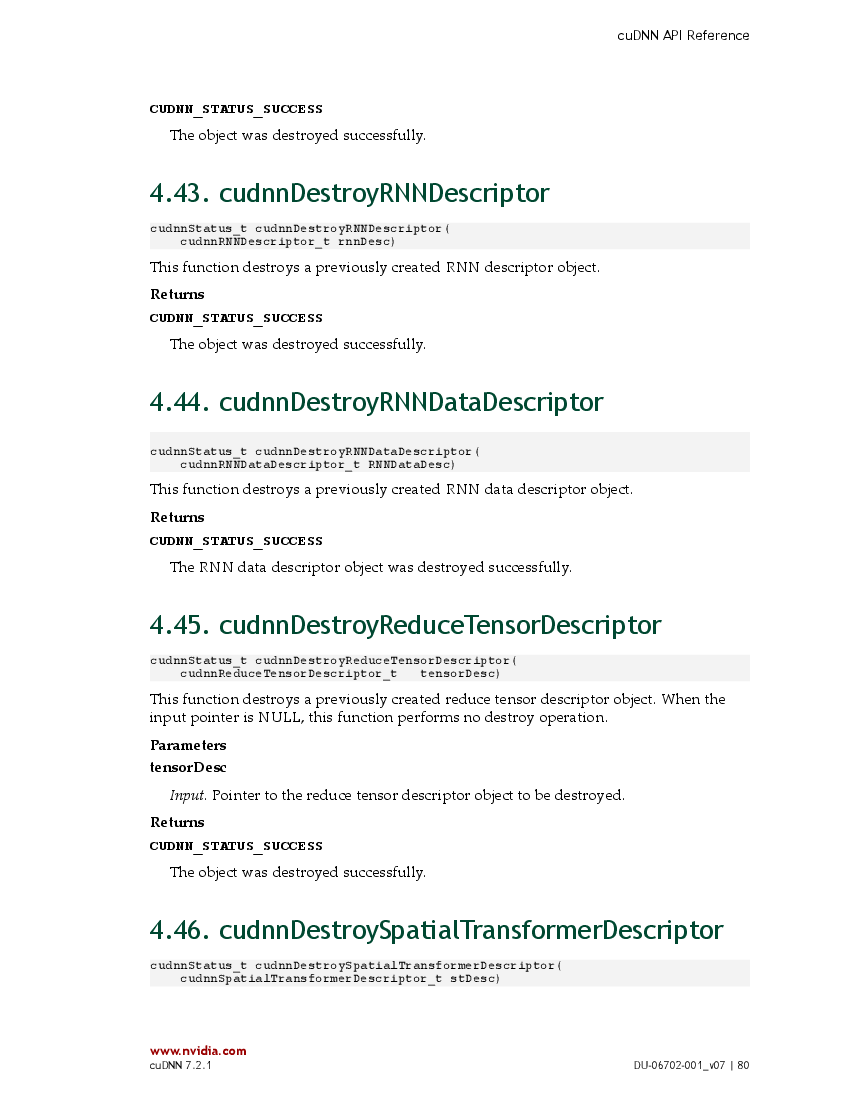 cuDNN API Reference
CUDNN_STATUS_SUCCESS
The object was destroyed successfully.
4.43. cudnnDestroyRNNDescriptor
cudnnStatus_t cudnnDestroyRNNDescriptor(
cudnnRNNDescriptor_t rnnDesc)
This function destroys a previously created RNN descriptor object.
Returns
CUDNN_STATUS_SUCCESS
The object was destroyed successfully.
4.44. cudnnDestroyRNNDataDescriptor
cudnnStatus_t cudnnDestroyRNNDataDescriptor(
cudnnRNNDataDescriptor_t RNNDataDesc)
This function destroys a previously created RNN data descriptor object.
Returns
CUDNN_STATUS_SUCCESS
The RNN data descriptor object was destroyed successfully.
4.45. cudnnDestroyReduceTensorDescriptor
cudnnStatus_t cudnnDestroyReduceTensorDescriptor(
cudnnReduceTensorDescriptor_t   tensorDesc)
This function destroys a previously created reduce tensor descriptor object. When the
input pointer is NULL, this function performs no destroy operation.
Parameters
tensorDesc
Input. Pointer to the reduce tensor descriptor object to be destroyed.
Returns
CUDNN_STATUS_SUCCESS
The object was destroyed successfully.
4.46. cudnnDestroySpatialTransformerDescriptor
cudnnStatus_t cudnnDestroySpatialTransformerDescriptor(
cudnnSpatialTransformerDescriptor_t stDesc)
www.nvidia.com
cuDNN 7.2.1
DU-06702-001_v07 | 80